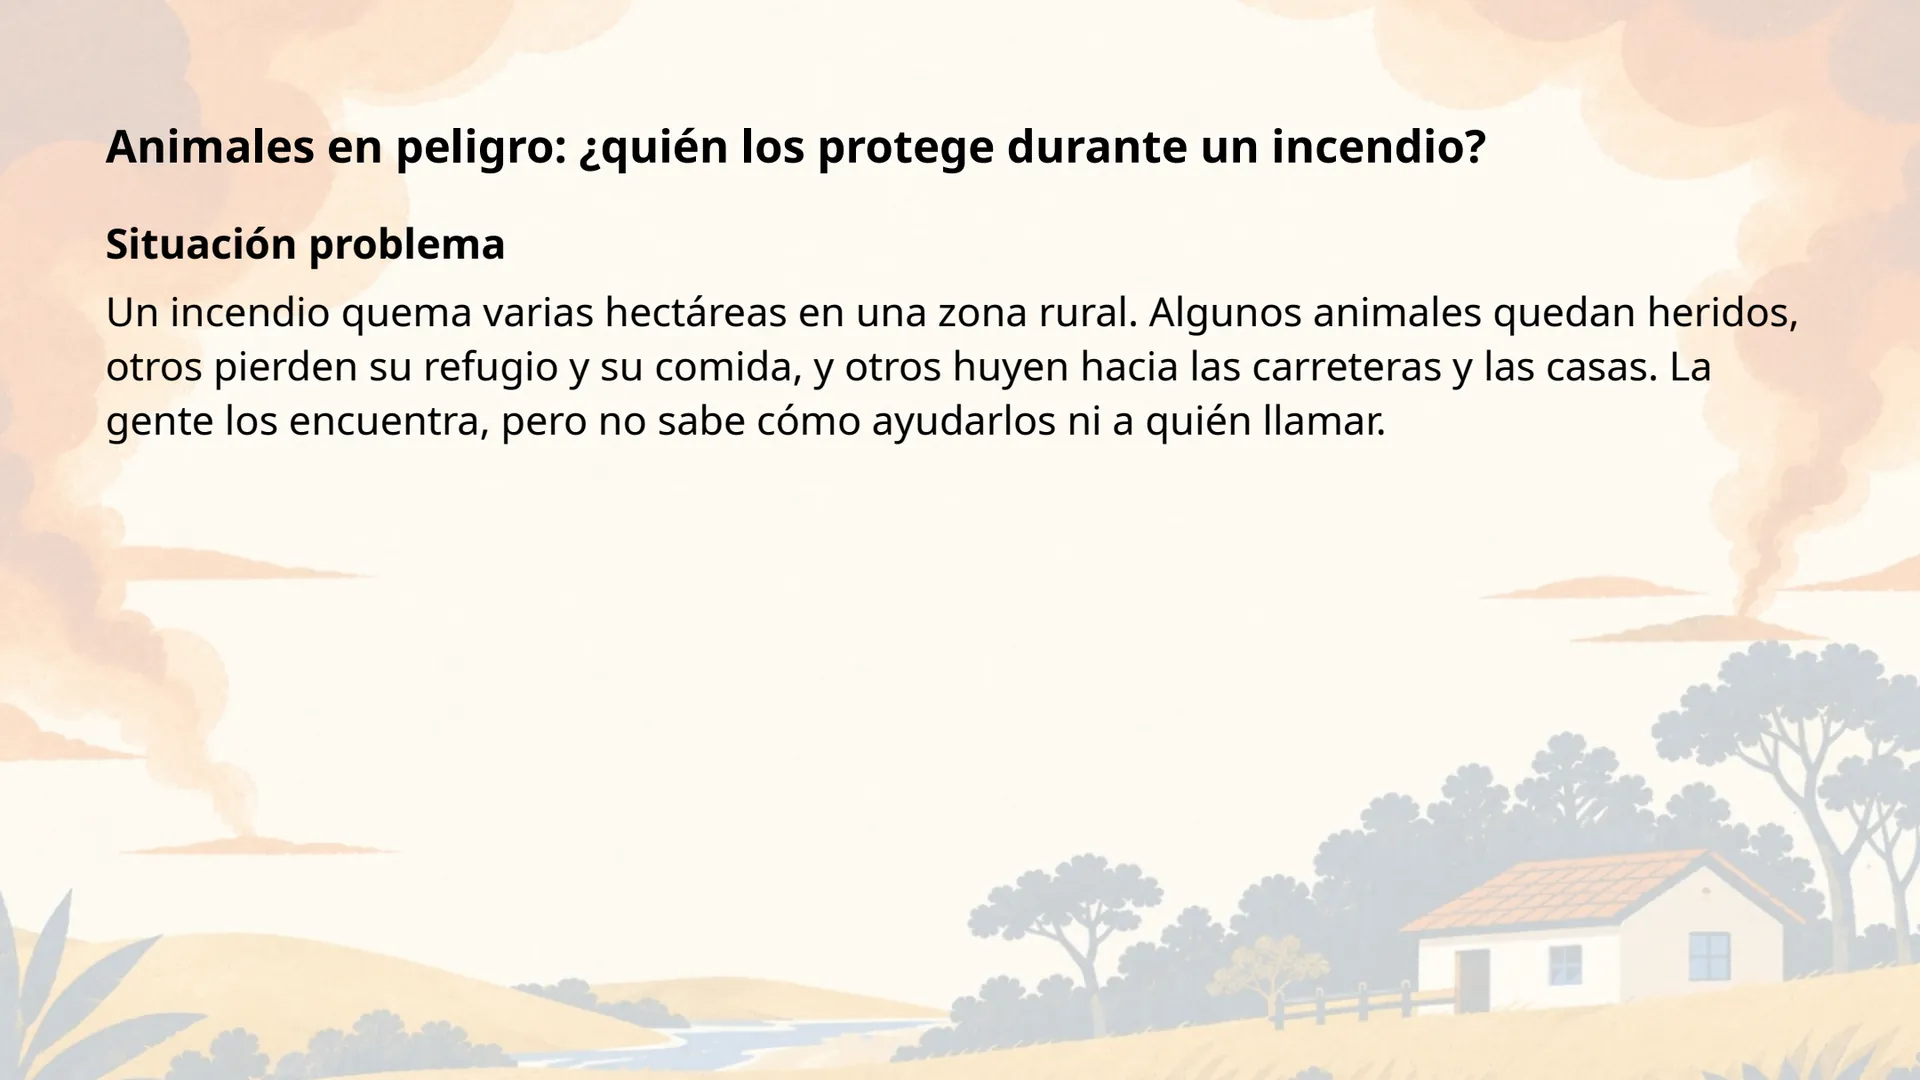 Animales en peligro: ¿quién los protege durante un incendio?
Situación problema
Un incendio quema varias hectáreas en una zona rural. Algunos animales quedan heridos,
otros pierden su refugio y su comida, y otros huyen hacia las carreteras y las casas. La
gente los encuentra, pero no sabe cómo ayudarlos ni a quién llamar.